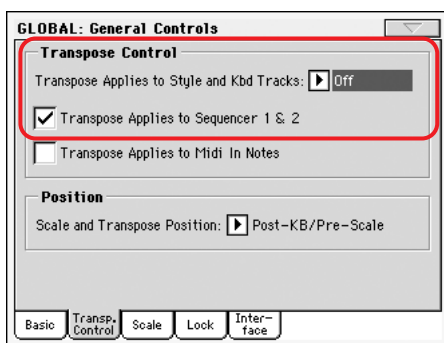 GLOBAL: General Controls
Transpose Control
Transpose Applies to Style and Kbd Tracks: Off
Transpose Applies to Sequencer 1 & 2
Transpose Applies to Midi In Notes
Position
Scale and Transpose Position: Post-KB/Pre-Scale
Basic
Transp. Control
Scale
Lock
Inter-face